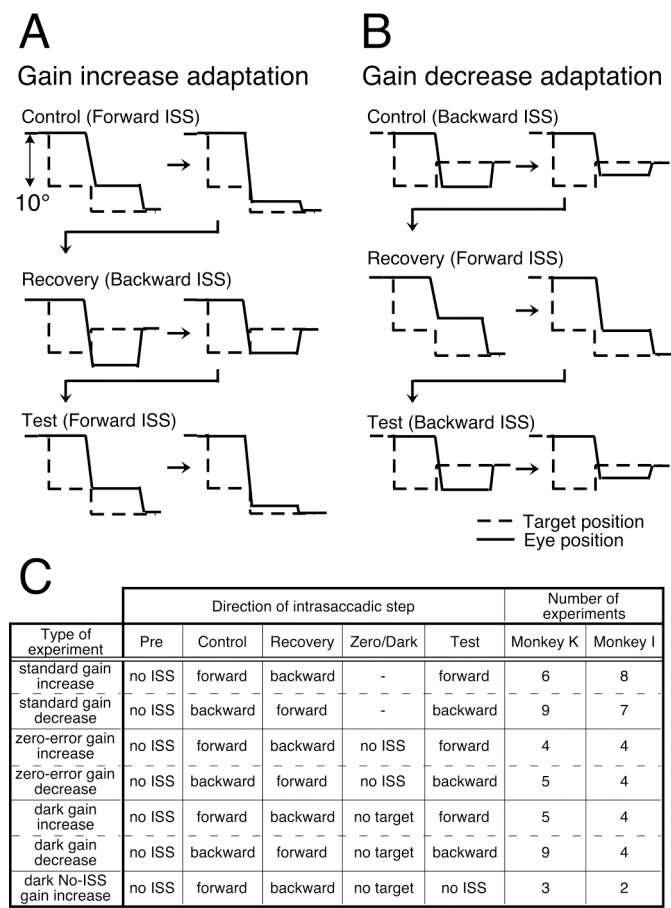 A
Gain increase adaptation
Control (Forward ISS)
10°
Recovery (Backward ISS)
Test (Forward ISS)
B
Gain decrease adaptation
Control (Backward ISS)
Recovery (Forward ISS)
Test (Backward ISS)
Target position
Eye position
C
Direction of intrasaccadic step
Number of
experiments
Type of
experiment
Pre
Control
Recovery
Zero/Dark
Test
Monkey K
Monkey I
standard gain
increase
no ISS
forward
backward
-
forward
6
8
standard gain
decrease
no ISS
backward
forward
-
backward
9
7
zero-error gain
increase
no ISS
forward
backward
no ISS
forward
4
4
zero-error gain
decrease
no ISS
backward
forward
no ISS
backward
5
4
dark gain
increase
no ISS
forward
backward
no target
forward
5
4
dark gain
decrease
no ISS
backward
forward
no target
backward
9
4
dark No-ISS
gain increase
no ISS
forward
backward
no target
no ISS
3
2